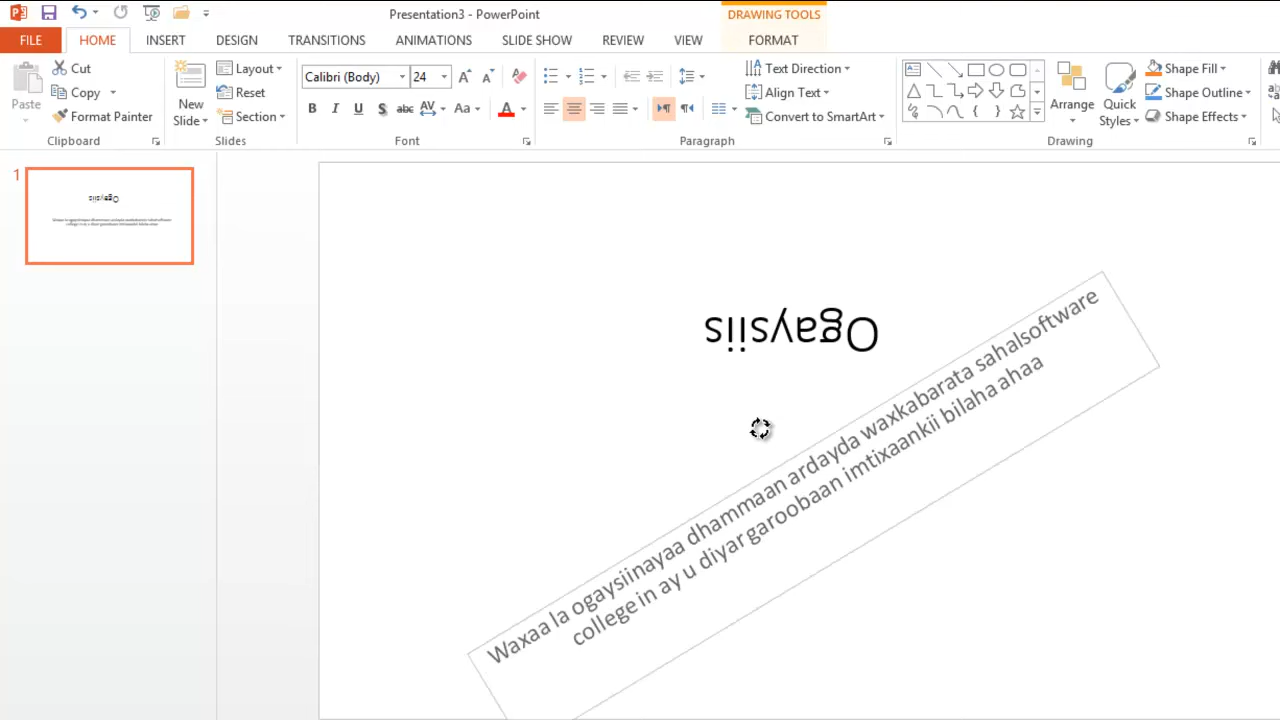 Presentation3 - PowerPoint
DRAWING TOOLS
FILE HOME INSERT DESIGN TRANSITIONS ANIMATIONS SLIDE SHOW REVIEW VIEW FORMAT
Paste
Cut
Copy
Format Painter
Clipboard
New Slide
Layout
Reset
Section
Slides
Calibri (Body) 24
B I U S abc AV Aa A
Font
Text Direction
Align Text
Convert to SmartArt
Paragraph
Arrange
Quick Styles
Shape Fill
Shape Outline
Shape Effects
Drawing
1
Ogaysiis
Waxaa la ogaysiinayaa dhammaan ardayda waxkabarata sahalsoftware
college in ay u diyar garoobaan imtixaankii bilaha ahaa